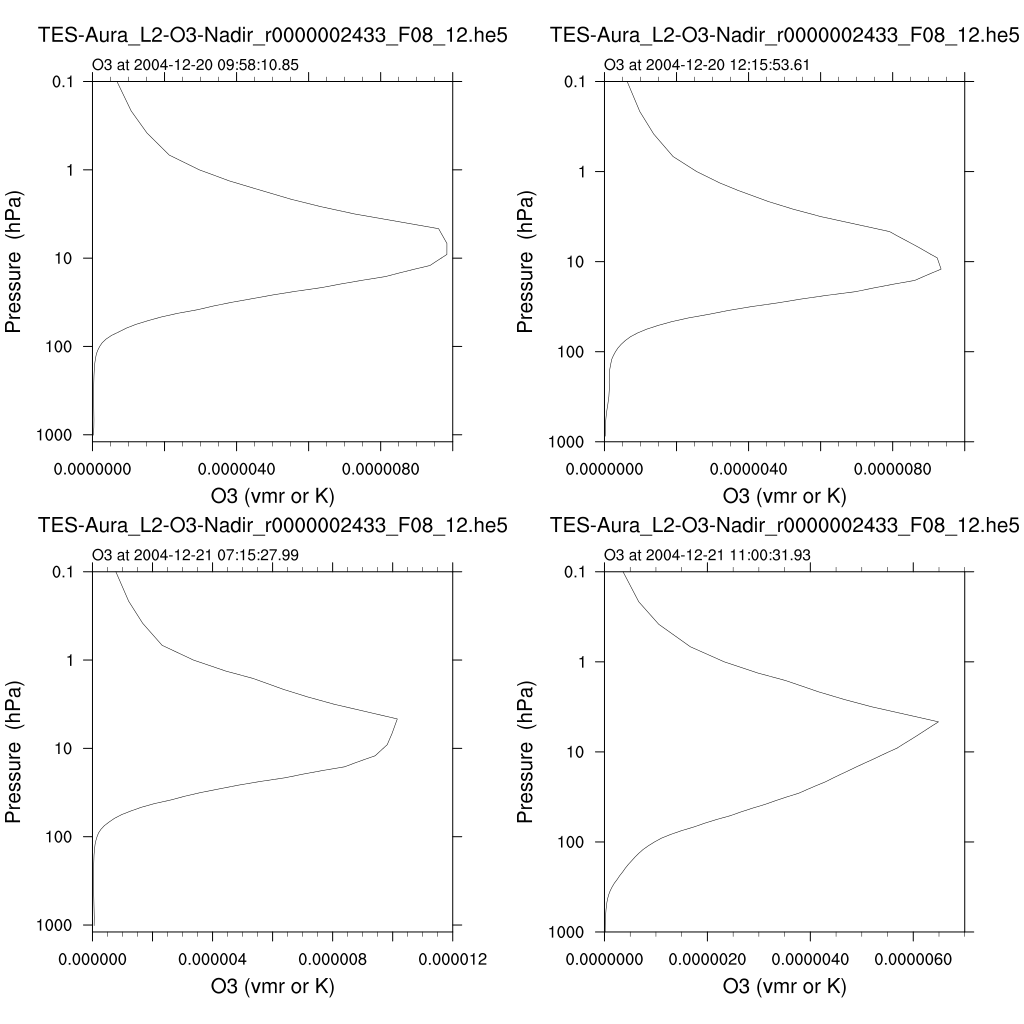 TES-Aura_L2-O3-Nadir_r0000002433_F08_12.he5
O3 at 2004-12-20 09:58:10.85
0.1
1
10
100
1000
Pressure (hPa)
0.0000000 0.0000040 0.0000080
O3 (vmr or K)
TES-Aura_L2-O3-Nadir_r0000002433_F08_12.he5
O3 at 2004-12-20 12:15:53.61
0.1
1
10
100
1000
Pressure (hPa)
0.0000000 0.0000040 0.0000080
O3 (vmr or K)
TES-Aura_L2-O3-Nadir_r0000002433_F08_12.he5
O3 at 2004-12-21 07:15:27.99
0.1
1
10
100
1000
Pressure (hPa)
0.000000 0.000004 0.000008 0.000012
O3 (vmr or K)
TES-Aura_L2-O3-Nadir_r0000002433_F08_12.he5
O3 at 2004-12-21 11:00:31.93
0.1
1
10
100
1000
Pressure (hPa)
0.0000000 0.0000020 0.0000040 0.0000060
O3 (vmr or K)